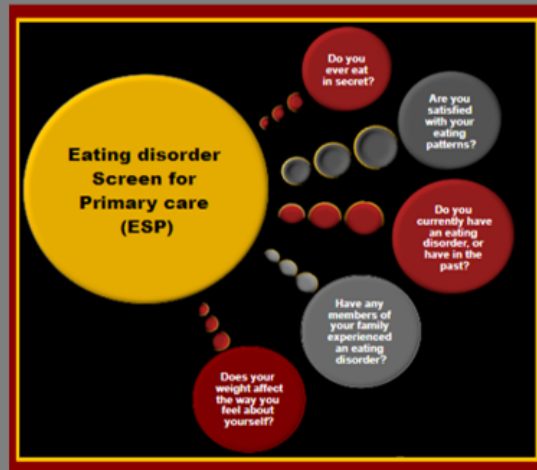 Eating disorder
Screen for
Primary care
(ESP)
Do you
ever eat
in secret?
Are you
satisfied
with your
eating
patterns?
Do you
currently have
an eating
disorder, or
have in the
past?
Have any
members of
your family
experienced
an eating
disorder?
Does your
weight affect
the way you
feel about
yourself?